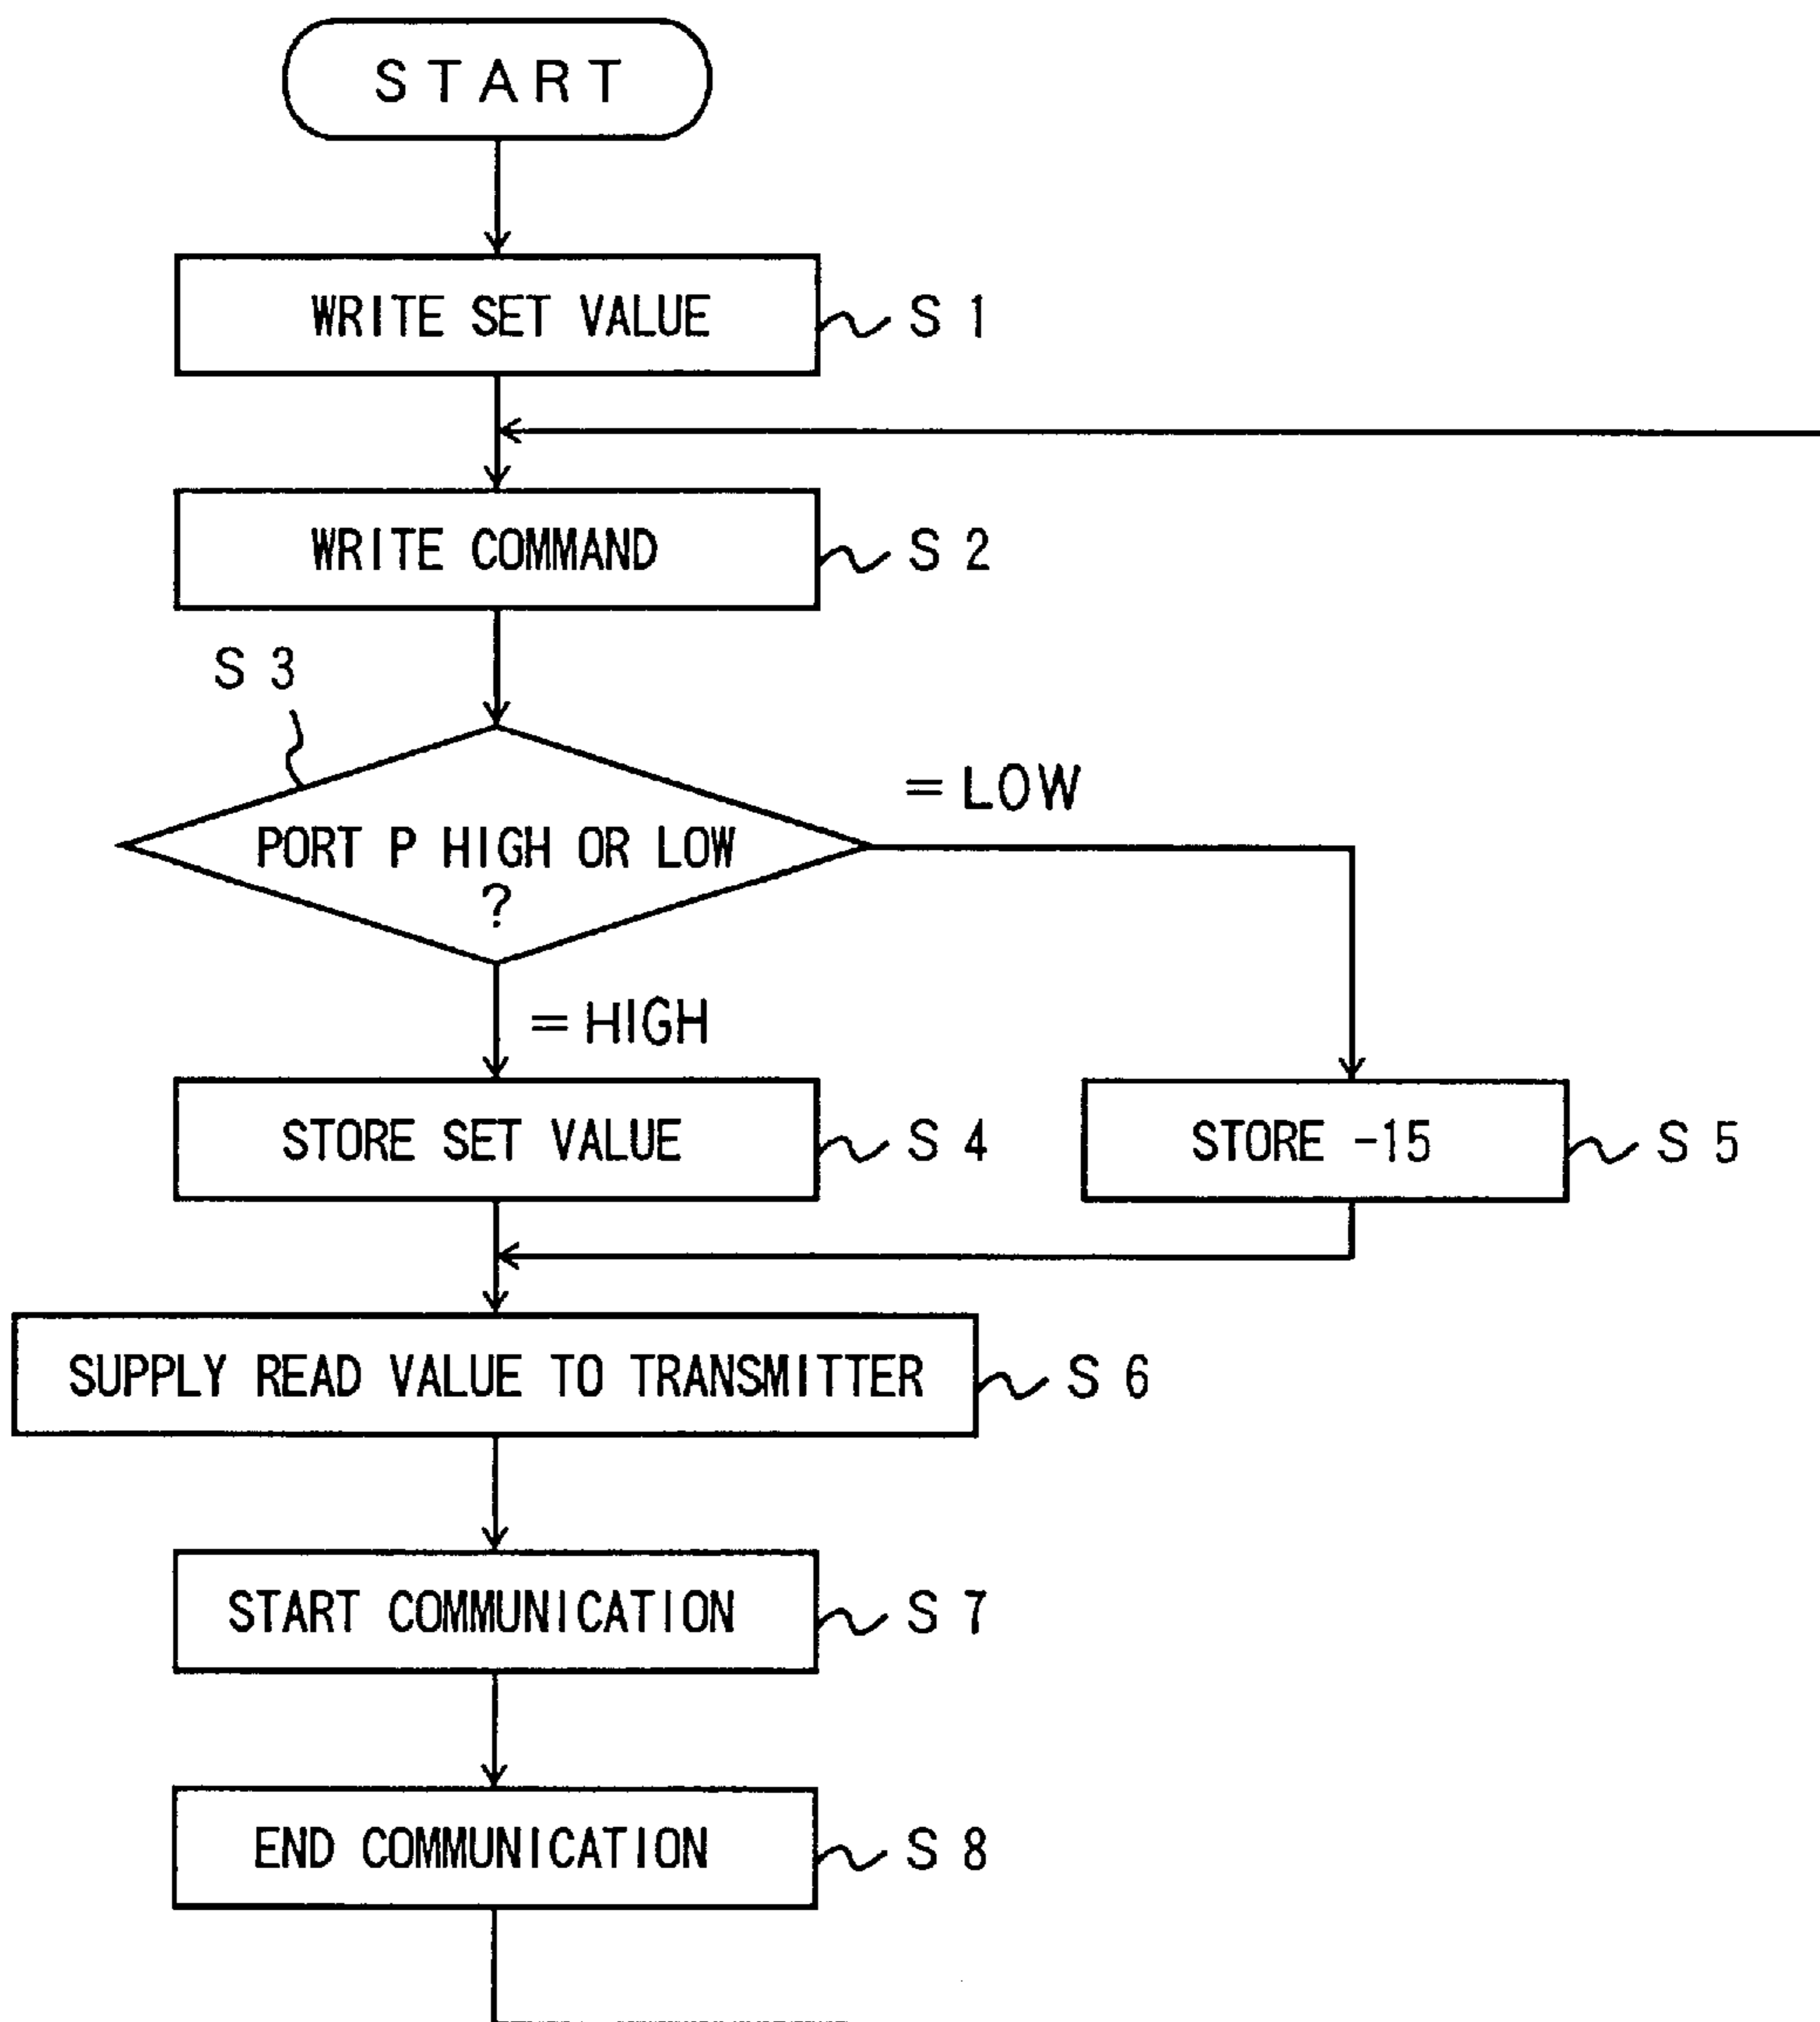 START
WRITE SET VALUE
S 1
WRITE COMMAND
S 2
S 3
= LOW
PORT P HIGH OR LOW
?
= HIGH
STORE SET VALUE
S 4
STORE -15
S 5
SUPPLY READ VALUE TO TRANSMITTER
S 6
START COMMUNICATION
S 7
END COMMUNICATION
S 8